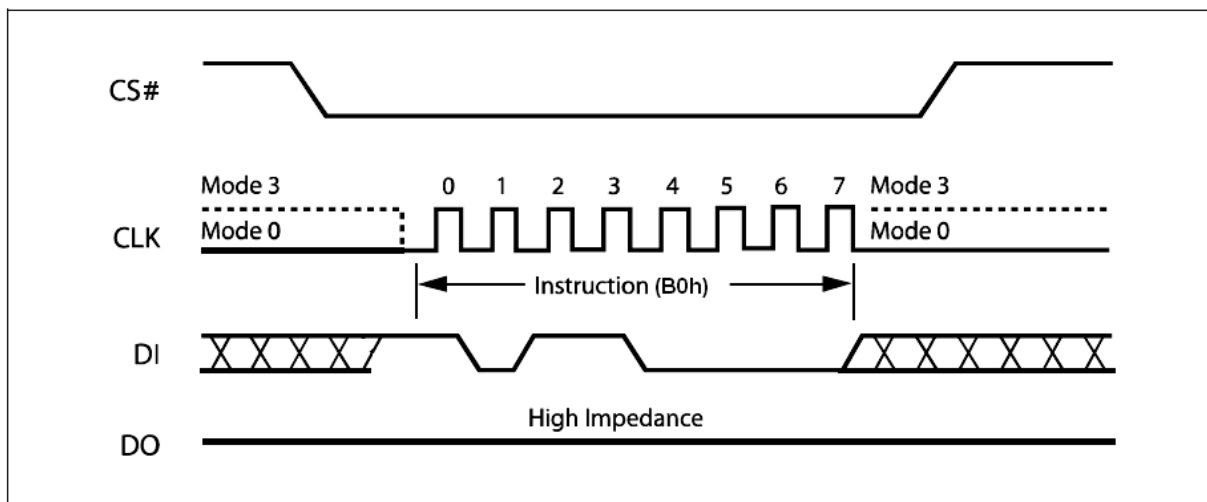 CS#
Mode 3 0 1 2 3 4 5 6 7 Mode 3
CLK Mode 0 Mode 0
Instruction (B0h)
DI
High Impedance
DO